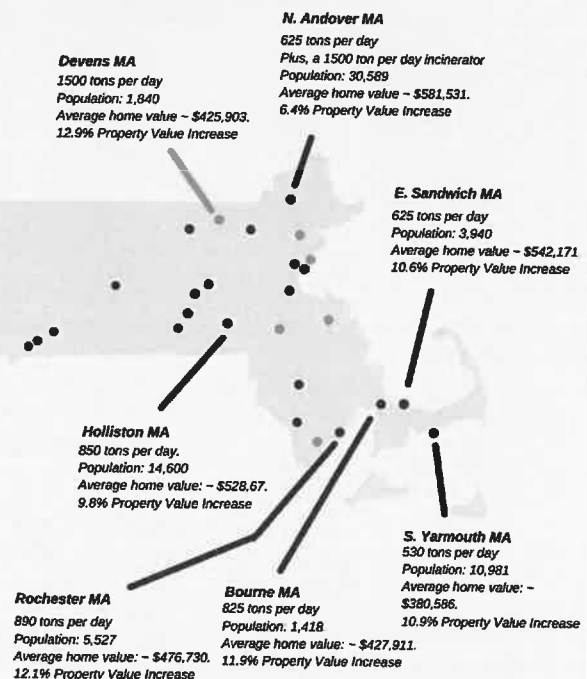 N. Andover MA
625 tons per day
Plus, a 1500 ton per day incinerator
Population: 30,589
Average home value ~ $581,531.
6.4% Property Value Increase
Devens MA
1500 tons per day
Population: 1,840
Average home value ~ $425,903.
12.9% Property Value Increase
E. Sandwich MA
625 tons per day
Population: 3,940
Average home value ~ $542,171
10.6% Property Value Increase
Holliston MA
850 tons per day.
Population: 14,600
Average home value: ~ $528,67.
9.8% Property Value Increase
S. Yarmouth MA
530 tons per day
Population: 10,981
Average home value: ~
$380,586.
10.9% Property Value Increase
Rochester MA
890 tons per day
Population: 5,527
Average home value: ~ $476,730.
12.1% Property Value Increase
Bourne MA
825 tons per day
Population. 1,418
Average home value: ~ $427,911.
11.9% Property Value Increase